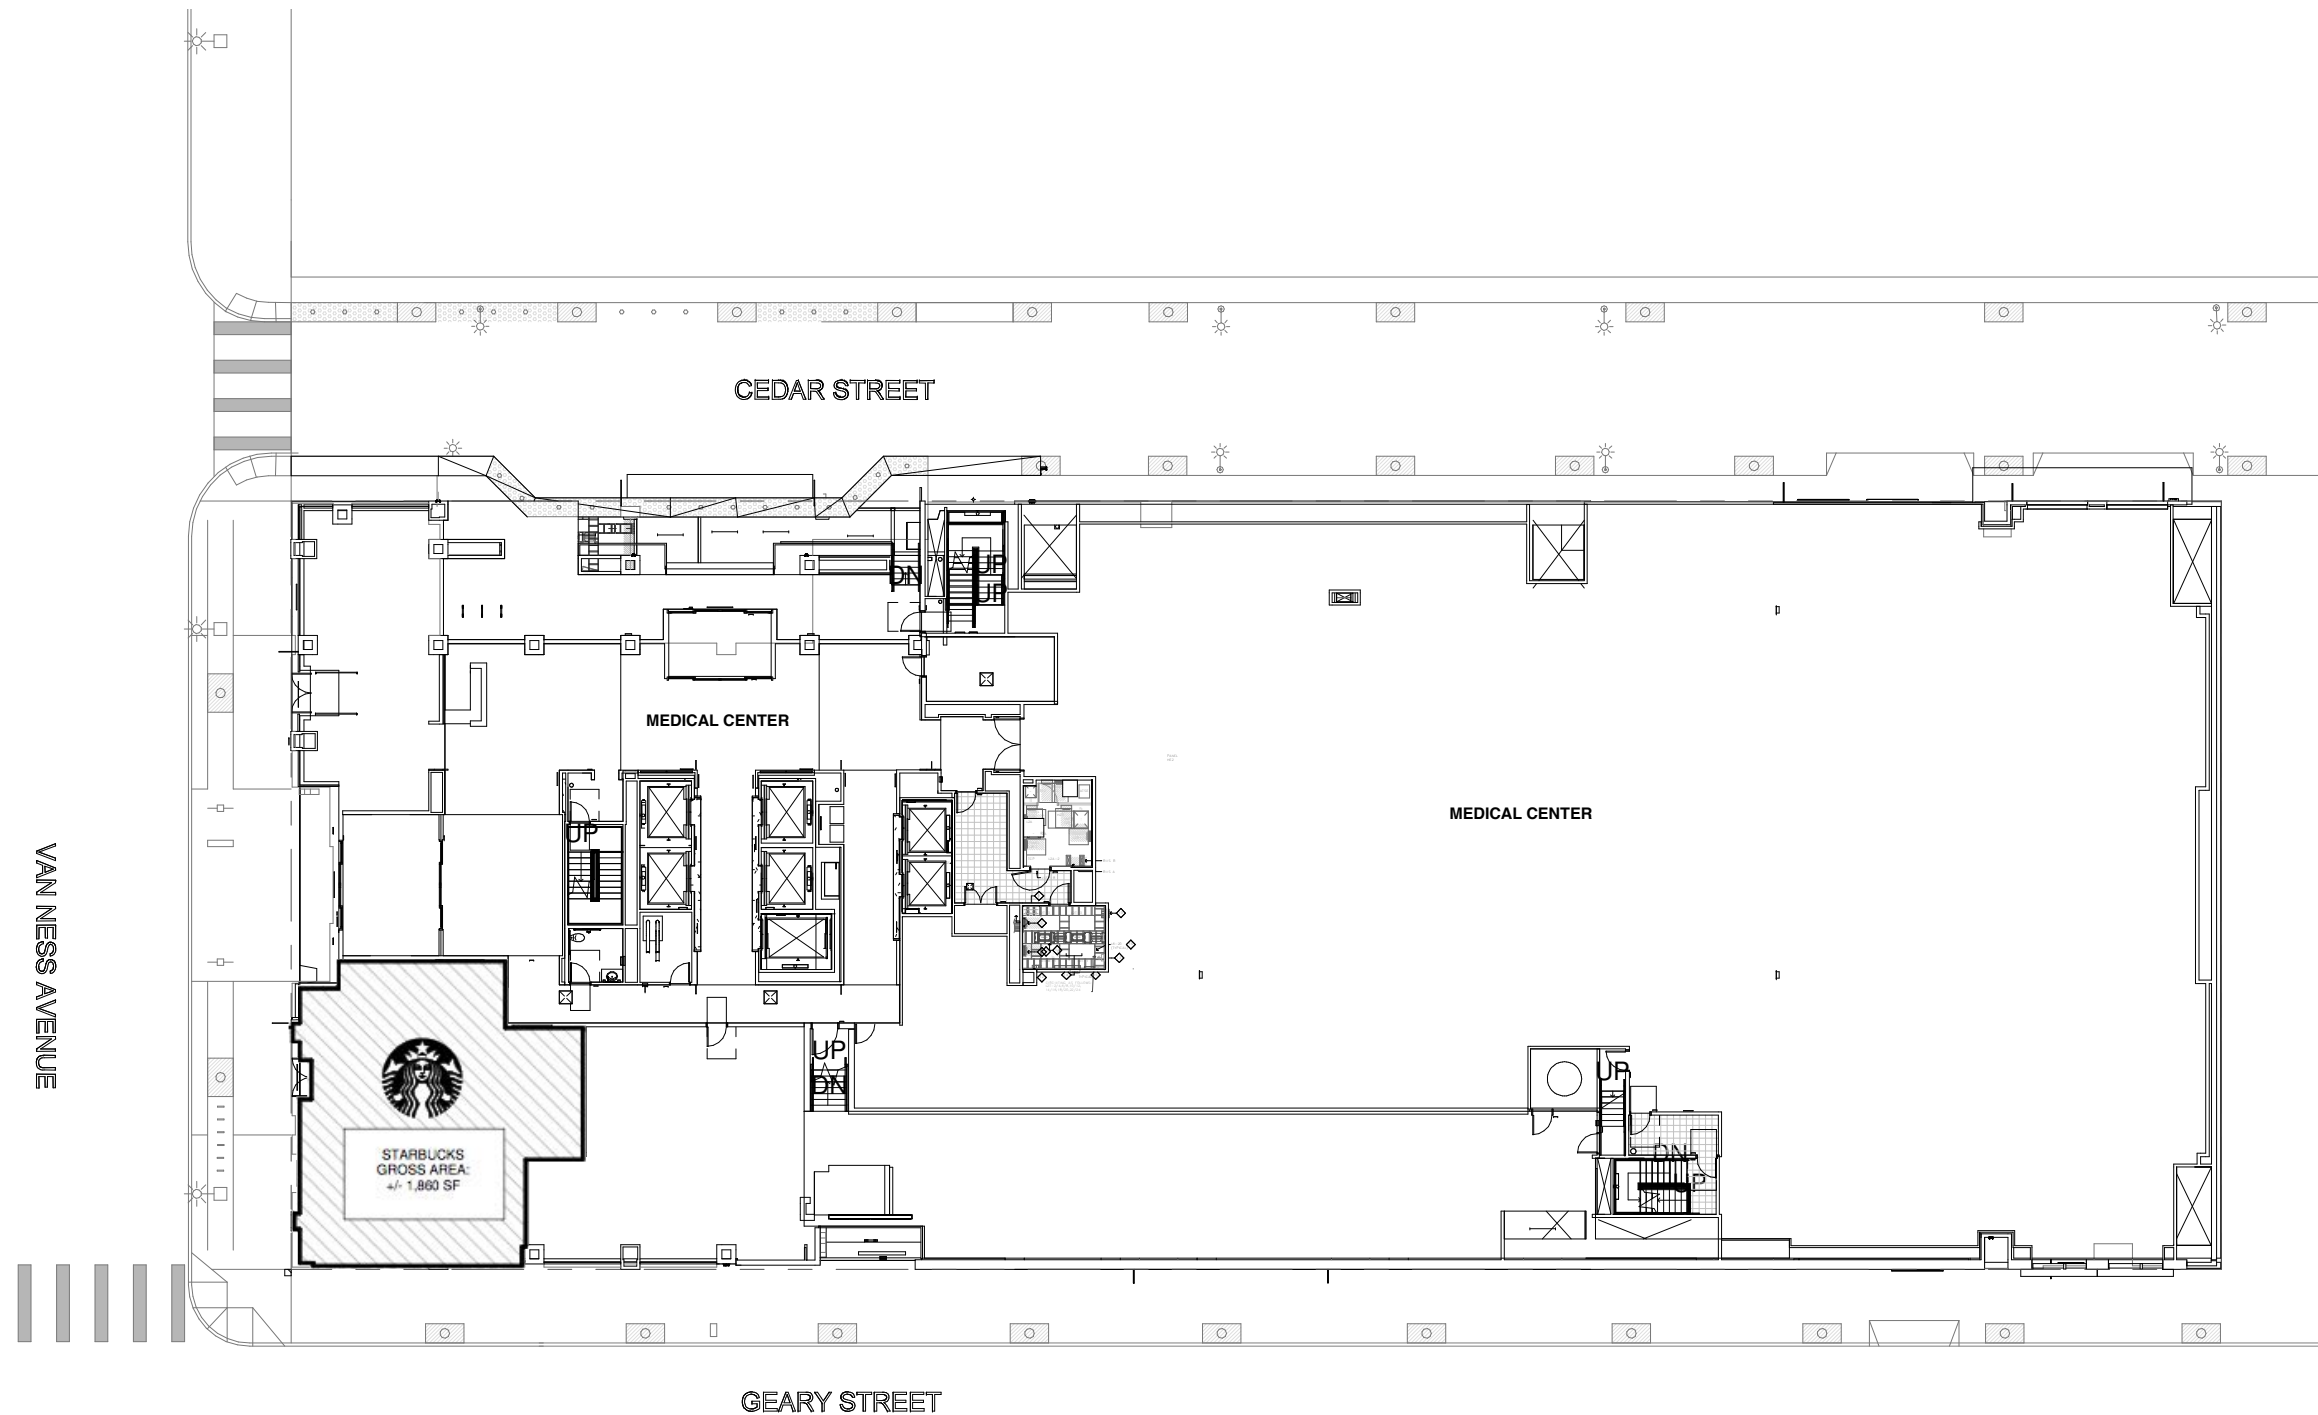 CEDAR STREET
DN
UP
UP
MEDICAL CENTER
MEDICAL CENTER
UP
VAN NESS AVENUE
UP
DN
UP
STARBUCKS
GROSS AREA:
+/- 1,860 SF
DN
UP
GEARY STREET